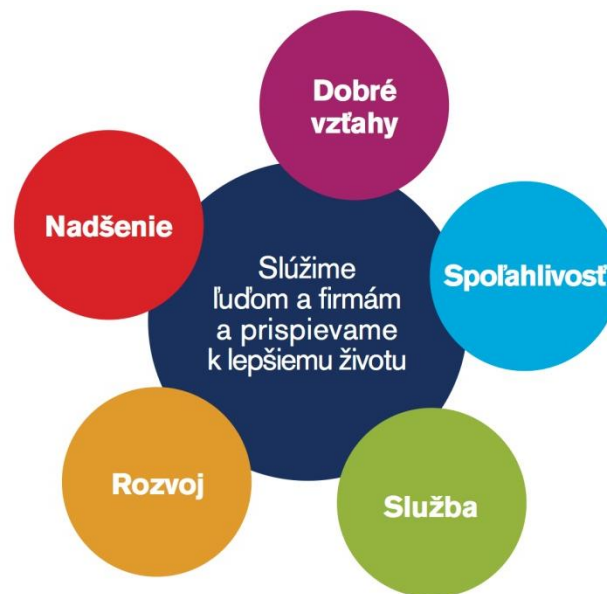 Dobré
vzťahy
Nadšenie
Spoľahlivosť
Slúžime
ľuďom a firmám
a prispievame
k lepšiemu životu
Rozvoj
Služba